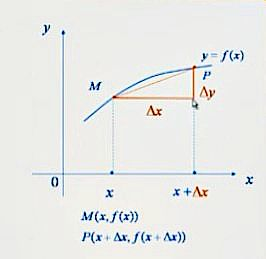 y
y = f(x)
M
P
Δy
Δx
0
x
x + Δx
x
M(x, f(x))
P(x + Δx, f(x + Δx))